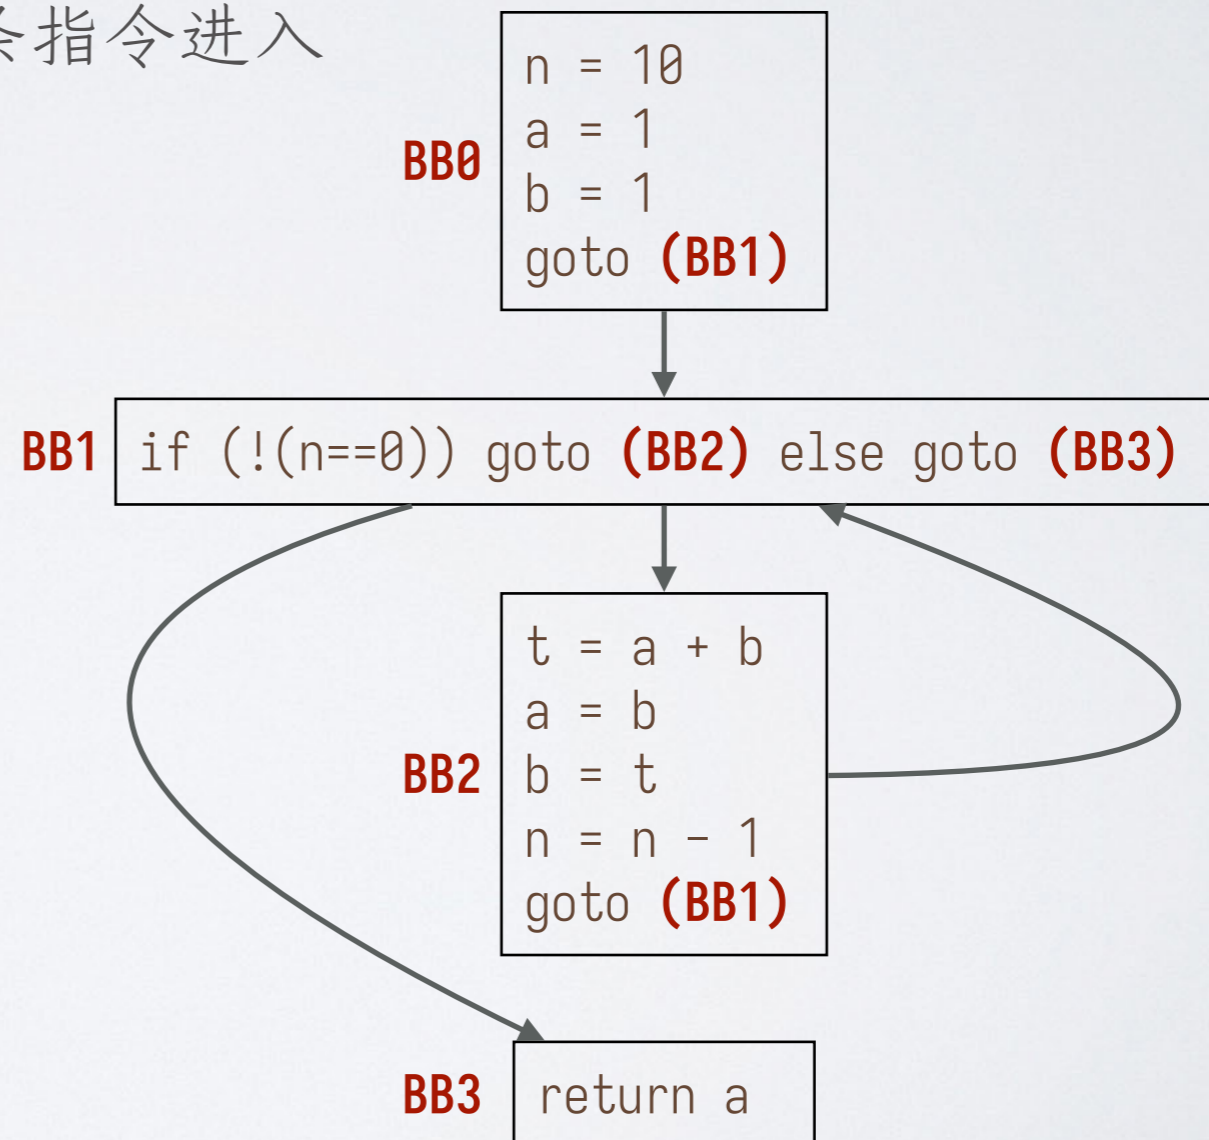 条指令进入
n = 10
a = 1
BB0
b = 1
goto (BB1)
BB1 if (!(n==0)) goto (BB2) else goto (BB3)
t = a + b
a = b
BB2 b = t
n = n - 1
goto (BB1)
BB3 return a